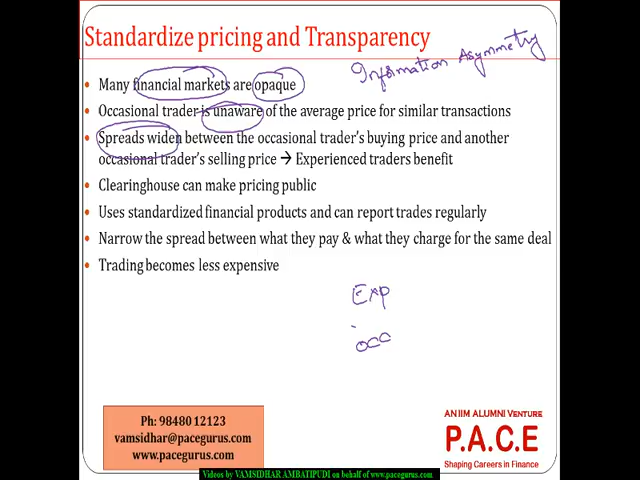 Standardize pricing and Transparency
Information Asymmetry
• Many financial markets are opaque
• Occasional trader is unaware of the average price for similar transactions
• Spreads widen between the occasional trader's buying price and another
occasional trader's selling price → Experienced traders benefit
• Clearinghouse can make pricing public
• Uses standardized financial products and can report trades regularly
• Narrow the spread between what they pay & what they charge for the same deal
• Trading becomes less expensive
Exp
occ
Ph: 98480 12123
vamsidhar@pacegurus.com
www.pacegurus.com
AN IIM ALUMNI VENTURE
P.A.C.E
Shaping Careers in Finance
Videos by VAMSIDHAR AMBATIPUDI on behalf of www.pacegurus.com